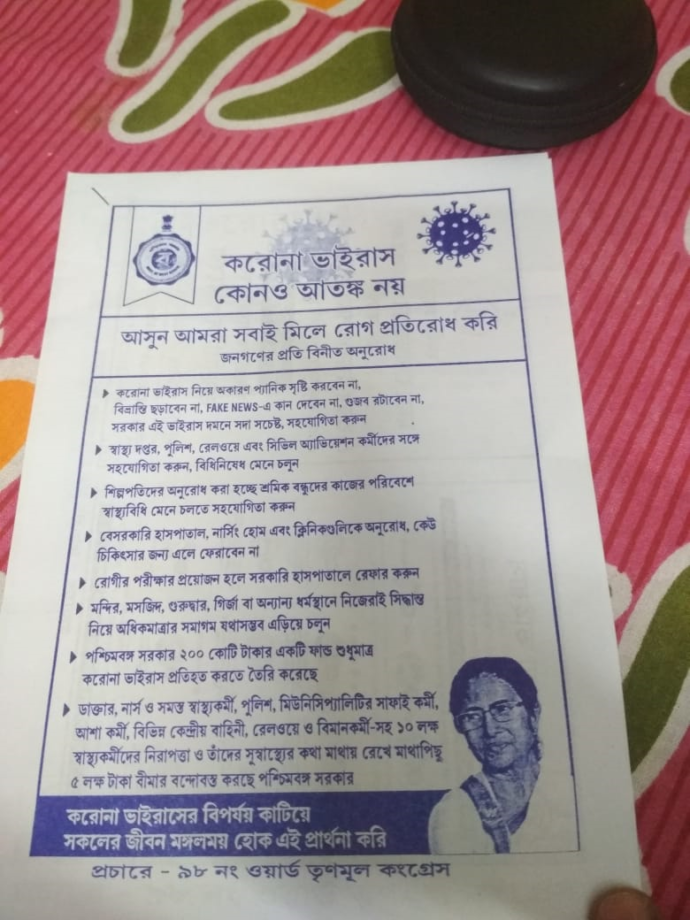 করোনা ভাইরাস
কোনও আতঙ্ক নয়
আসুন আমরা সবাই মিলে রোগ প্রতিরোধ করি
জনগণের প্রতি বিনীত অনুরোধ
করোনা ভাইরাস নিয়ে অকারণ প্যানিক সৃষ্টি করবেন না,
বিভ্রান্তি ছড়াবেন না, FAKE NEWS-এ কান দেবেন না, গুজব রটাবেন না,
সরকার এই ভাইরাস দমনে সদা সচেষ্ট, সহযোগিতা করুন
স্বাস্থ্য দপ্তর, পুলিশ, রেলওয়ে এবং সিভিল অ্যাভিয়েশন কর্মীদের সঙ্গে
সহযোগিতা করুন, বিধিনিষেধ মেনে চলুন
শিল্পপতিদের অনুরোধ করা হচ্ছে শ্রমিক বন্ধুদের কাজের পরিবেশে
স্বাস্থ্যবিধি মেনে চলতে সহযোগিতা করুন
বেসরকারি হাসপাতাল, নার্সিং হোম এবং ক্লিনিকগুলিকে অনুরোধ, কেউ
চিকিৎসার জন্য এলে ফেরাবেন না
রোগীর পরীক্ষার প্রয়োজন হলে সরকারি হাসপাতালে রেফার করুন
মন্দির, মসজিদ, গুরুদ্বার, গির্জা বা অন্যান্য ধর্মস্থানে নিজেরাই সিদ্ধান্ত
নিয়ে অধিকমাত্রার সমাগম যথাসম্ভব এড়িয়ে চলুন
পশ্চিমবঙ্গ সরকার ২০০ কোটি টাকার একটি ফান্ড শুধুমাত্র
করোনা ভাইরাস প্রতিহত করতে তৈরি করেছে
ডাক্তার, নার্স ও সমস্ত স্বাস্থ্যকর্মী, পুলিশ, মিউনিসিপ্যালিটির সাফাই কর্মী,
আশা কর্মী, বিভিন্ন কেন্দ্রীয় বাহিনী, রেলওয়ে ও বিমানকর্মী-সহ ১০ লক্ষ
স্বাস্থ্যকর্মীদের নিরাপত্তা ও তাঁদের সুস্বাস্থ্যের কথা মাথায় রেখে মাথাপিছু
৫ লক্ষ টাকা বীমার বন্দোবস্ত করছে পশ্চিমবঙ্গ সরকার
করোনা ভাইরাসের বিপর্যয় কাটিয়ে
সকলের জীবন মঙ্গলময় হোক এই প্রার্থনা করি
প্রচারে - ৯৮ নং ওয়ার্ড তৃণমূল কংগ্রেস